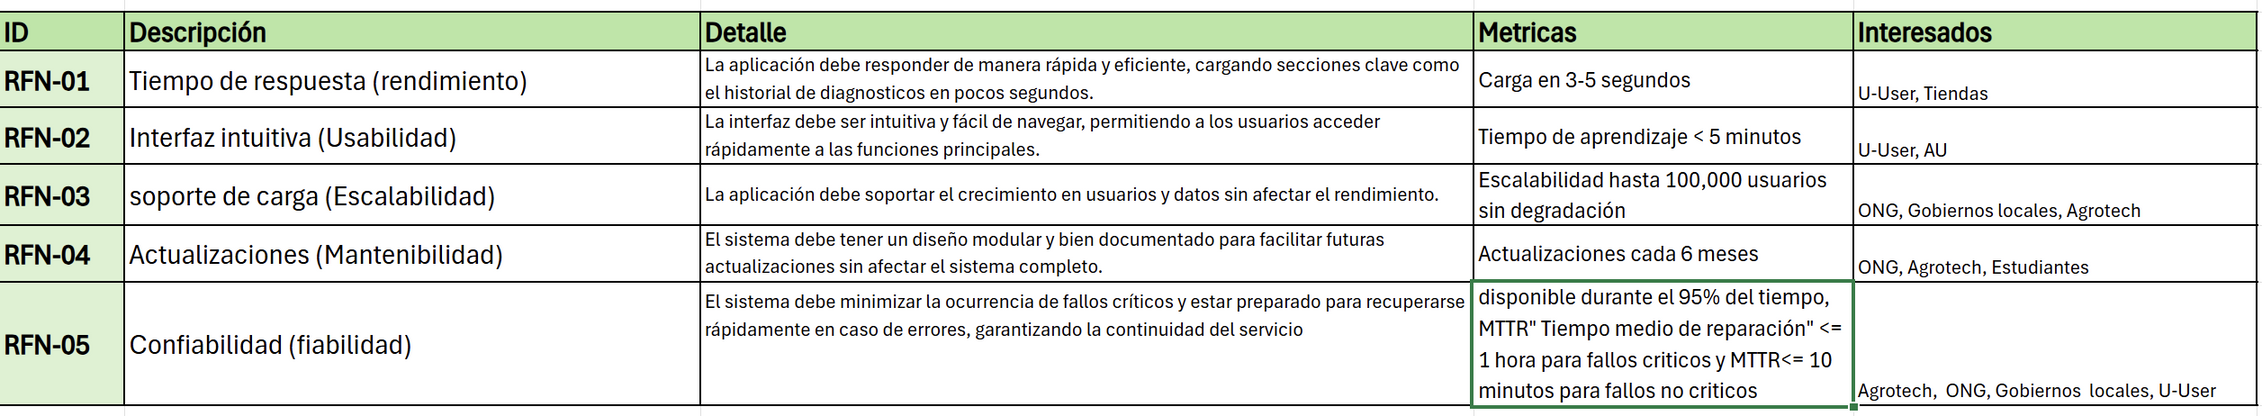 ID Descripción Detalle Metricas Interesados
RFN-01 Tiempo de respuesta (rendimiento) La aplicación debe responder de manera rápida y eficiente, cargando secciones clave como
el historial de diagnosticos en pocos segundos. Carga en 3-5 segundos U-User, Tiendas
RFN-02 Interfaz intuitiva (Usabilidad) La interfaz debe ser intuitiva y fácil de navegar, permitiendo a los usuarios acceder
rápidamente a las funciones principales. Tiempo de aprendizaje < 5 minutos U-User, AU
RFN-03 soporte de carga (Escalabilidad) La aplicación debe soportar el crecimiento en usuarios y datos sin afectar el rendimiento. Escalabilidad hasta 100,000 usuarios
sin degradación ONG, Gobiernos locales, Agrotech
RFN-04 Actualizaciones (Mantenibilidad) El sistema debe tener un diseño modular y bien documentado para facilitar futuras
actualizaciones sin afectar el sistema completo. Actualizaciones cada 6 meses ONG, Agrotech, Estudiantes
RFN-05 Confiabilidad (fiabilidad) El sistema debe minimizar la ocurrencia de fallos críticos y estar preparado para recuperarse
rápidamente en caso de errores, garantizando la continuidad del servicio
disponible durante el 95% del tiempo,
MTTR" Tiempo medio de reparación" <=
1 hora para fallos criticos y MTTR<= 10
minutos para fallos no criticos
Agrotech, ONG, Gobiernos locales, U-User